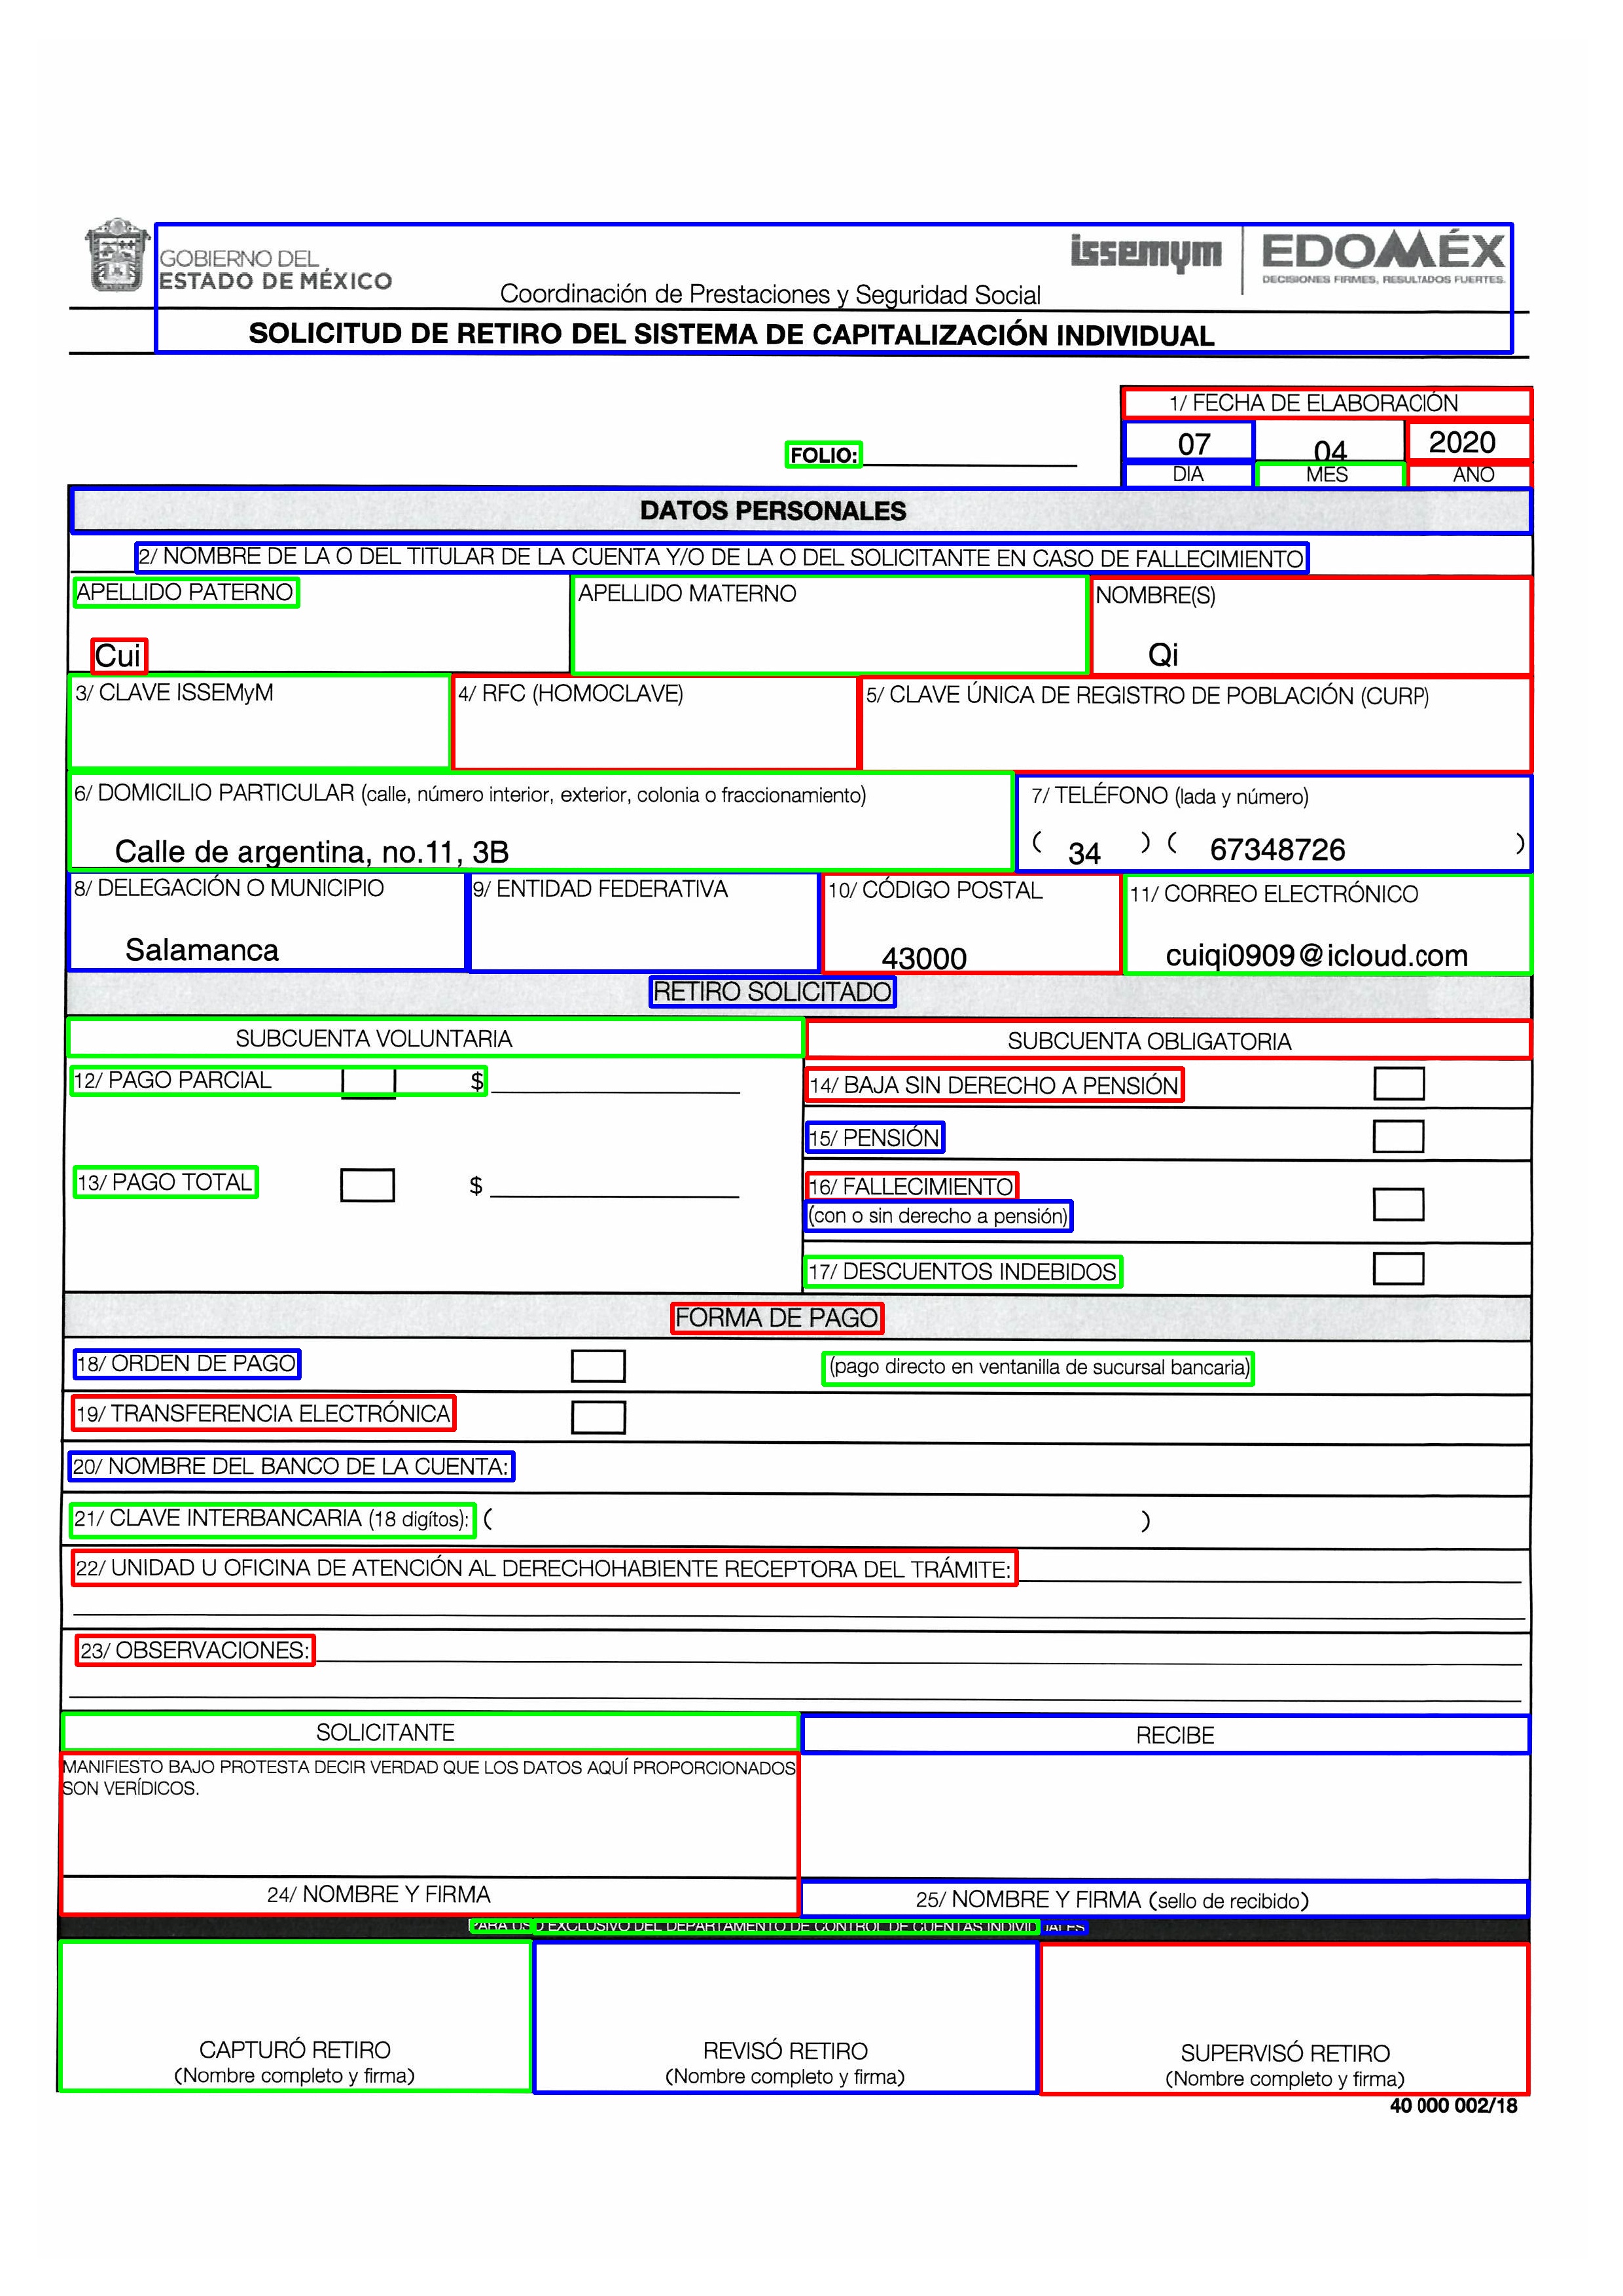 GOBIERNO DEL
ESTADO DE MÉXICO
issemym
EDOMÉX
DECISIONES FIRMES, RESULTADOS FUERTES.
Coordinación de Prestaciones y Seguridad Social
SOLICITUD DE RETIRO DEL SISTEMA DE CAPITALIZACIÓN INDIVIDUAL
1/ FECHA DE ELABORACIÓN
FOLIO:
07 04 2020
DIA MES ANO
DATOS PERSONALES
2/ NOMBRE DE LA O DEL TITULAR DE LA CUENTA Y/O DE LA O DEL SOLICITANTE EN CASO DE FALLECIMIENTO
APELLIDO PATERNO APELLIDO MATERNO NOMBRE(S)
Cui Qi
3/ CLAVE ISSEMyM 4/ RFC (HOMOCLAVE) 5/ CLAVE ÚNICA DE REGISTRO DE POBLACIÓN (CURP)
6/ DOMICILIO PARTICULAR (calle, número interior, exterior, colonia o fraccionamiento) 7/ TELÉFONO (lada y número)
Calle de argentina, no.11, 3B ( 34 ) ( 67348726 )
8/ DELEGACIÓN O MUNICIPIO 9/ ENTIDAD FEDERATIVA 10/ CÓDIGO POSTAL 11/ CORREO ELECTRÓNICO
Salamanca 43000 cuiqi0909@icloud.com
RETIRO SOLICITADO
SUBCUENTA VOLUNTARIA SUBCUENTA OBLIGATORIA
12/ PAGO PARCIAL $ 14/ BAJA SIN DERECHO A PENSIÓN
15/ PENSIÓN
13/ PAGO TOTAL $ 16/ FALLECIMIENTO
(con o sin derecho a pensión)
17/ DESCUENTOS INDEBIDOS
FORMA DE PAGO
18/ ORDEN DE PAGO (pago directo en ventanilla de sucursal bancaria)
19/ TRANSFERENCIA ELECTRÓNICA
20/ NOMBRE DEL BANCO DE LA CUENTA:
21/ CLAVE INTERBANCARIA (18 digítos): ( )
22/ UNIDAD U OFICINA DE ATENCIÓN AL DERECHOHABIENTE RECEPTORA DEL TRÁMITE:
23/ OBSERVACIONES:
SOLICITANTE RECIBE
MANIFIESTO BAJO PROTESTA DECIR VERDAD QUE LOS DATOS AQUÍ PROPORCIONADOS
SON VERÍDICOS.
24/ NOMBRE Y FIRMA 25/ NOMBRE Y FIRMA (sello de recibido)
PARA USO EXCLUSIVO DEL DEPARTAMENTO DE CONTROL DE CUENTAS INDIVIDUALES
CAPTURÓ RETIRO REVISÓ RETIRO SUPERVISÓ RETIRO
(Nombre completo y firma) (Nombre completo y firma) (Nombre completo y firma)
40 000 002/18